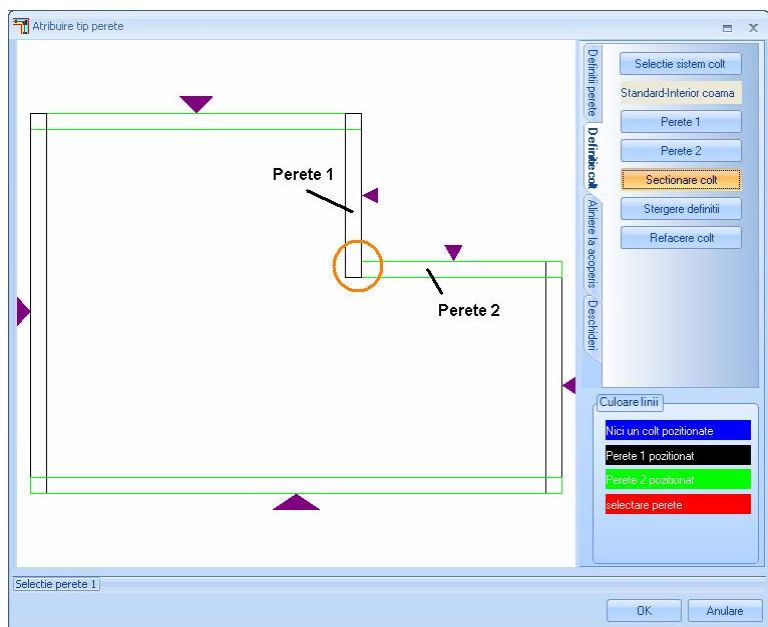 Atribuire tip perete
Perete 1
Perete 2
Definitii perete
Definitie colt
Aliniere la acoperis
Deschideri
Selectie sistem colt
Standard-Interior coama
Perete 1
Perete 2
Sectionare colt
Stergere definitii
Refacere colt
Culoare linii
Nici un colt pozitionate
Perete 1 pozitionat
Perete 2 pozitionat
selectare perete
Selectie perete 1
OK
Anulare